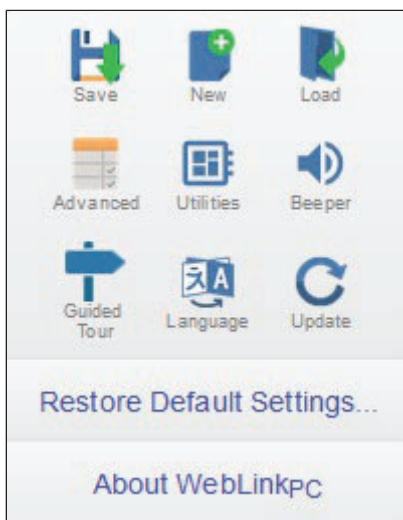 Save New Load
Advanced Utilities Beeper
Guided
Tour Language Update
Restore Default Settings...
About WebLinkPC